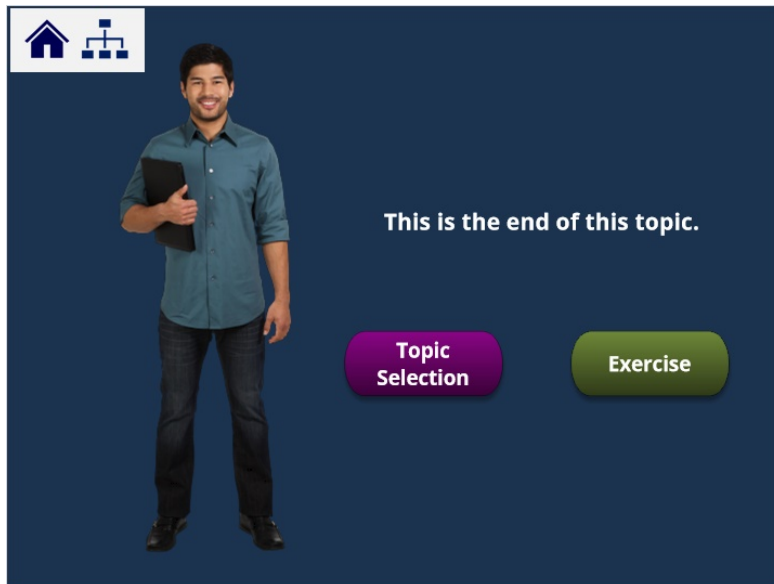 This is the end of this topic.
Topic
Selection
Exercise